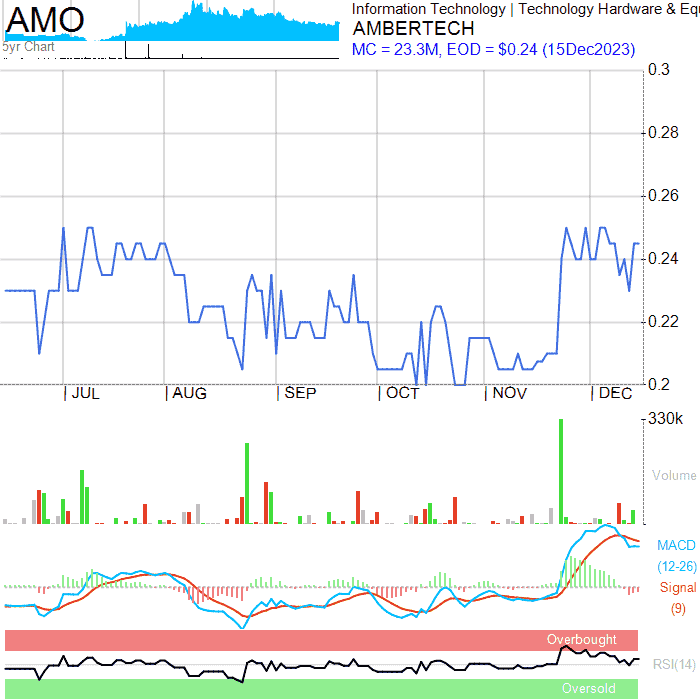 AMO
5yr Chart
Information Technology | Technology Hardware & Equ
AMBERTECH
MC = 23.3M, EOD = $0.24 (15Dec2023)
0.3
0.28
0.26
0.24
0.22
0.2
| JUL | AUG | SEP | OCT | NOV | DEC
330k
Volume
MACD
(12-26)
Signal
(9)
Overbought
RSI(14)
Oversold